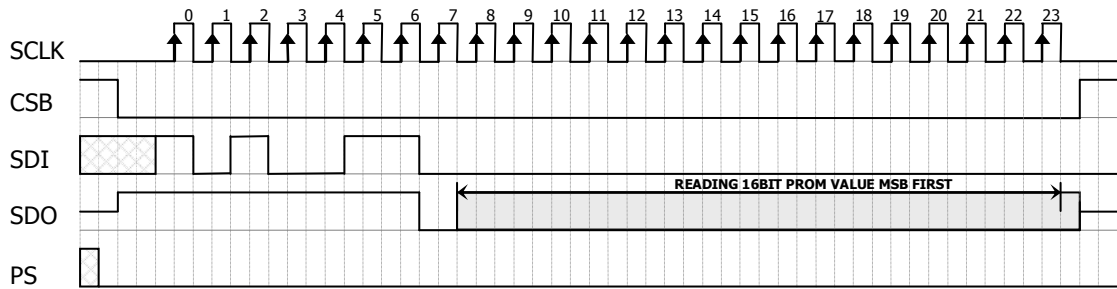 0 1 2 3 4 5 6 7 8 9 10 11 12 13 14 15 16 17 18 19 20 21 22 23
SCLK
CSB
SDI
READING 16BIT PROM VALUE MSB FIRST
SDO
PS